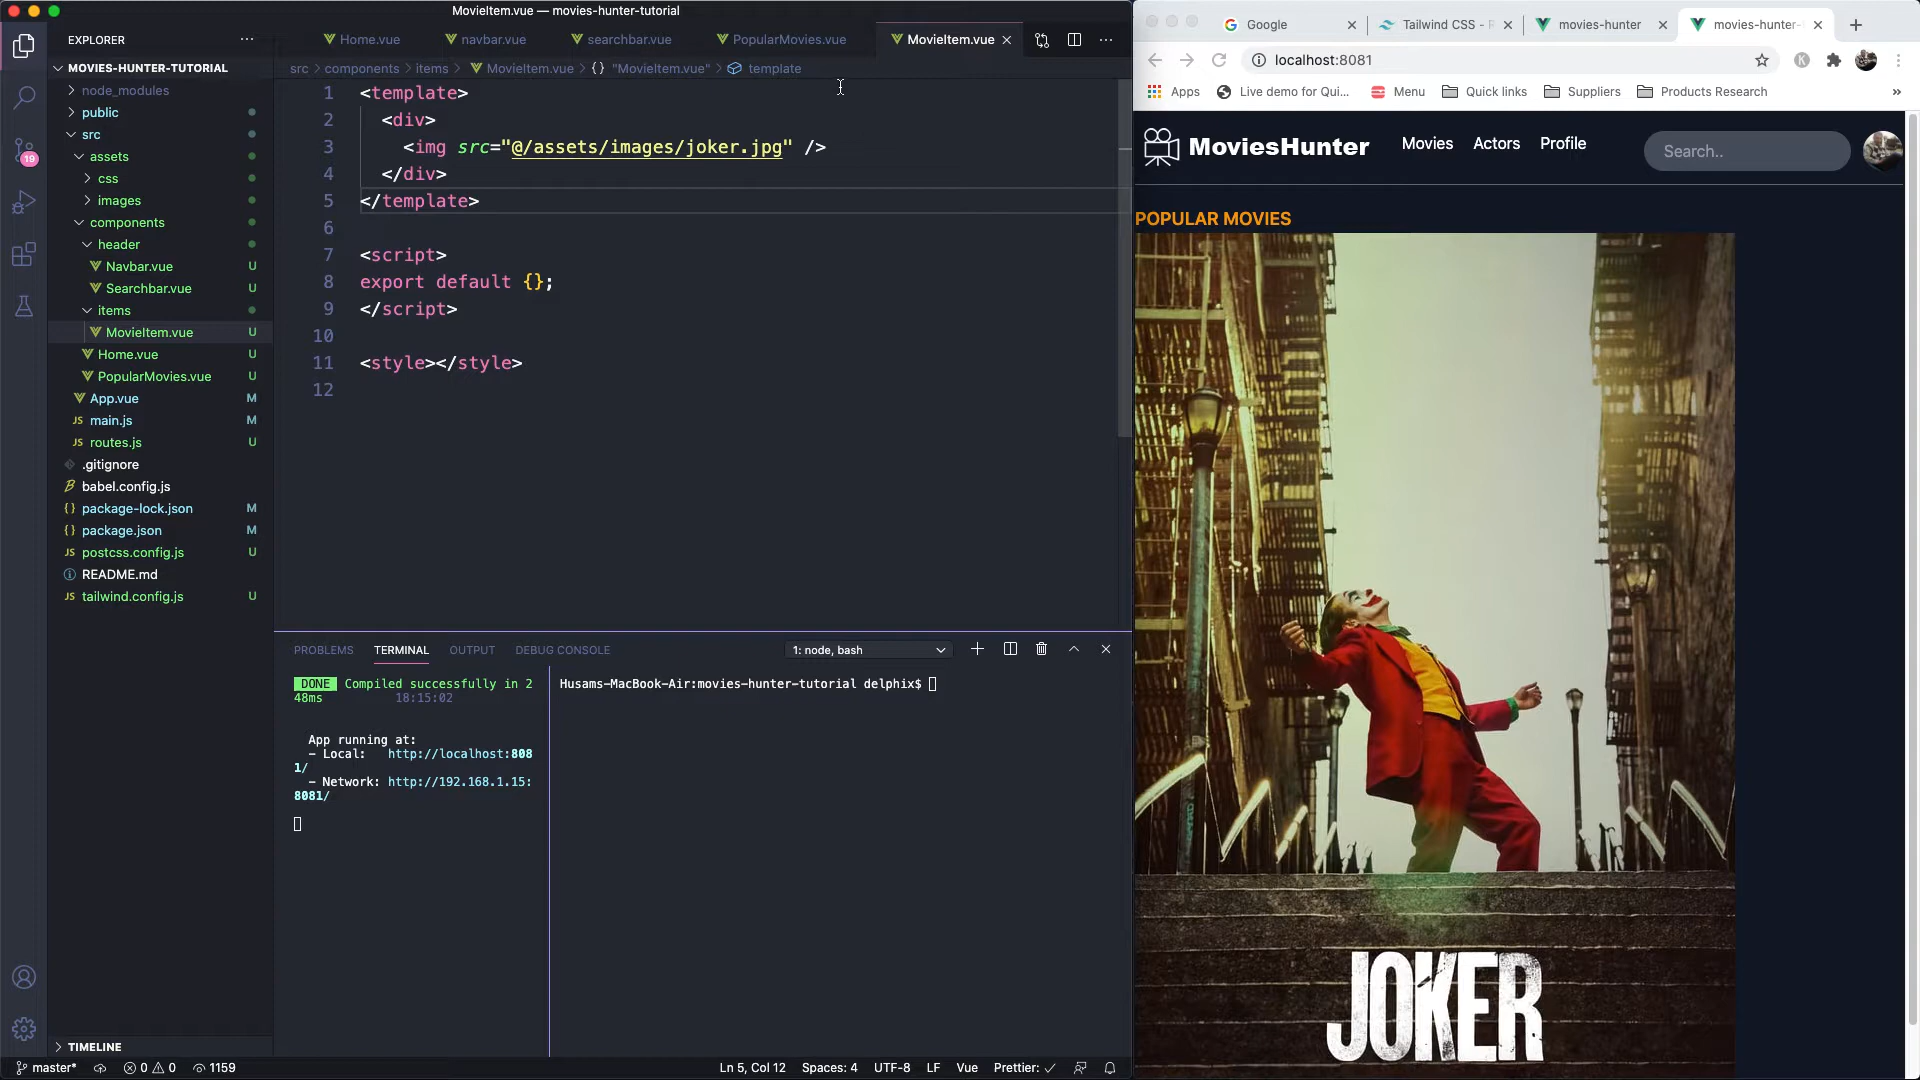 MovieItem.vue — movies-hunter-tutorial
EXPLORER
MOVIES-HUNTER-TUTORIAL
node_modules
public
src
assets
css
images
components
header
Navbar.vue U
Searchbar.vue U
items
MovieItem.vue U
Home.vue U
PopularMovies.vue U
App.vue M
JS main.js M
JS routes.js U
.gitignore
babel.config.js
{} package-lock.json M
{} package.json M
JS postcss.config.js U
README.md
JS tailwind.config.js U
TIMELINE
19
Home.vue navbar.vue searchbar.vue PopularMovies.vue MovieItem.vue
src > components > items > MovieItem.vue > {} "MovieItem.vue" > template
1 <template>
2 <div>
3 <img src="@/assets/images/joker.jpg" />
4 </div>
5 </template>
6
7 <script>
8 export default {};
9 </script>
10
11 <style></style>
12
PROBLEMS TERMINAL OUTPUT DEBUG CONSOLE 1: node, bash
DONE Compiled successfully in 2
48ms 18:15:02
App running at:
- Local: http://localhost:808
1/
- Network: http://192.168.1.15:
8081/
Husams-MacBook-Air:movies-hunter-tutorial delphix$
master* 0 0 1159 Ln 5, Col 12 Spaces: 4 UTF-8 LF Vue Prettier: ✓
Google Tailwind CSS - R movies-hunter movies-hunter-
localhost:8081
Apps Live demo for Qui... Menu Quick links Suppliers Products Research »
K
MoviesHunter Movies Actors Profile Search..
POPULAR MOVIES
JOKER